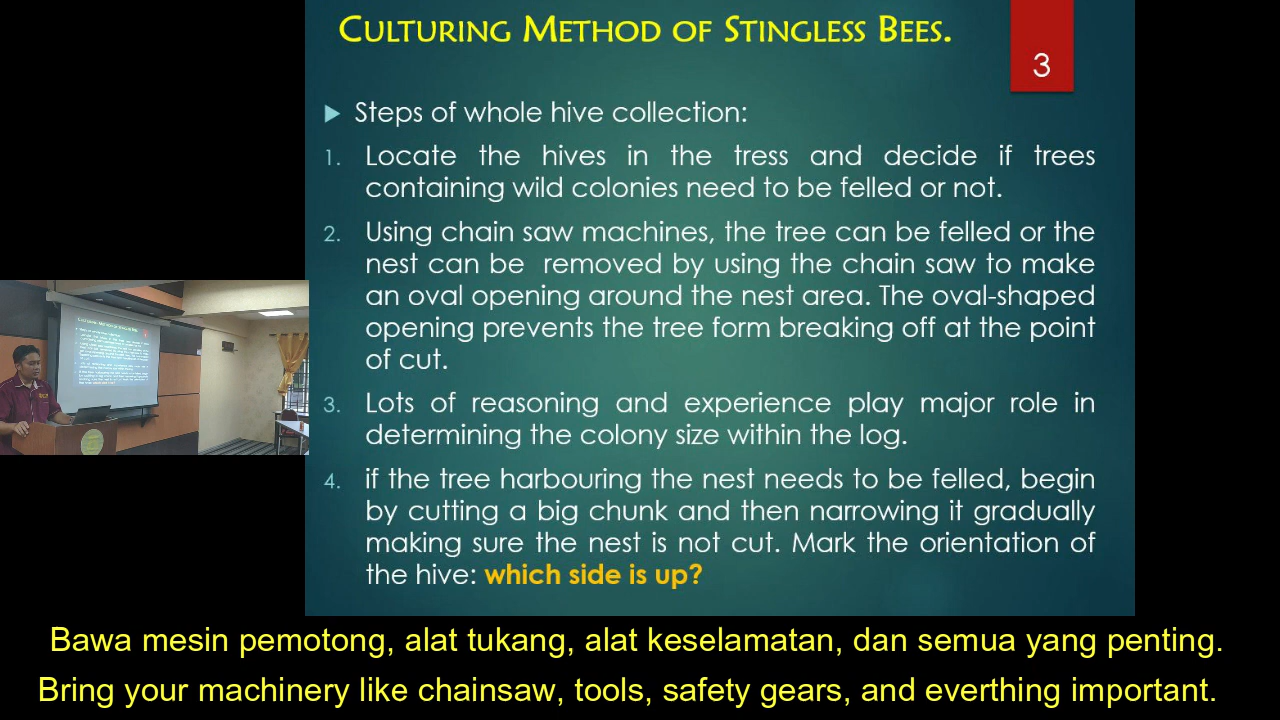 CULTURING METHOD OF STINGLESS BEES.
3
Steps of whole hive collection:
1. Locate the hives in the tress and decide if trees
containing wild colonies need to be felled or not.
2. Using chain saw machines, the tree can be felled or the
nest can be removed by using the chain saw to make
an oval opening around the nest area. The oval-shaped
opening prevents the tree form breaking off at the point
of cut.
3. Lots of reasoning and experience play major role in
determining the colony size within the log.
4. if the tree harbouring the nest needs to be felled, begin
by cutting a big chunk and then narrowing it gradually
making sure the nest is not cut. Mark the orientation of
the hive: which side is up?
Bawa mesin pemotong, alat tukang, alat keselamatan, dan semua yang penting.
Bring your machinery like chainsaw, tools, safety gears, and everthing important.